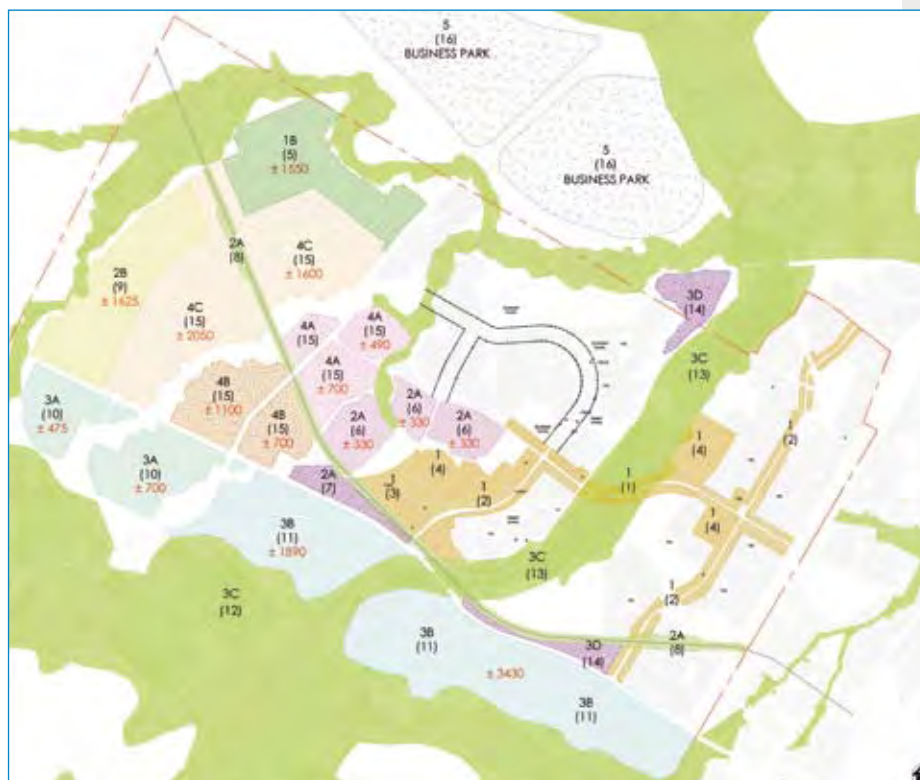 5
(16)
BUSINESS PARK
5
(16)
BUSINESS PARK
1B
(5)
± 1550
2A
(8)
4C
(15)
± 1600
2B
(9)
± 1625
4C
(15)
± 2050
3D
(14)
4A
(15)
4A
(15)
± 490
4A
(15)
± 700
3C
(13)
4B
(15)
± 1100
4B
(15)
± 700
3A
(10)
± 475
2A
(6)
± 330
2A
(6)
± 330
2A
(6)
± 330
3A
(10)
± 700
2A
(7)
1
(3)
1
(4)
1
(2)
1
(1)
1
(4)
1
(2)
1
(4)
3B
(11)
± 1890
3C
(13)
3C
(12)
1
(2)
3B
(11)
± 3430
3D
(14)
2A
(8)
3B
(11)